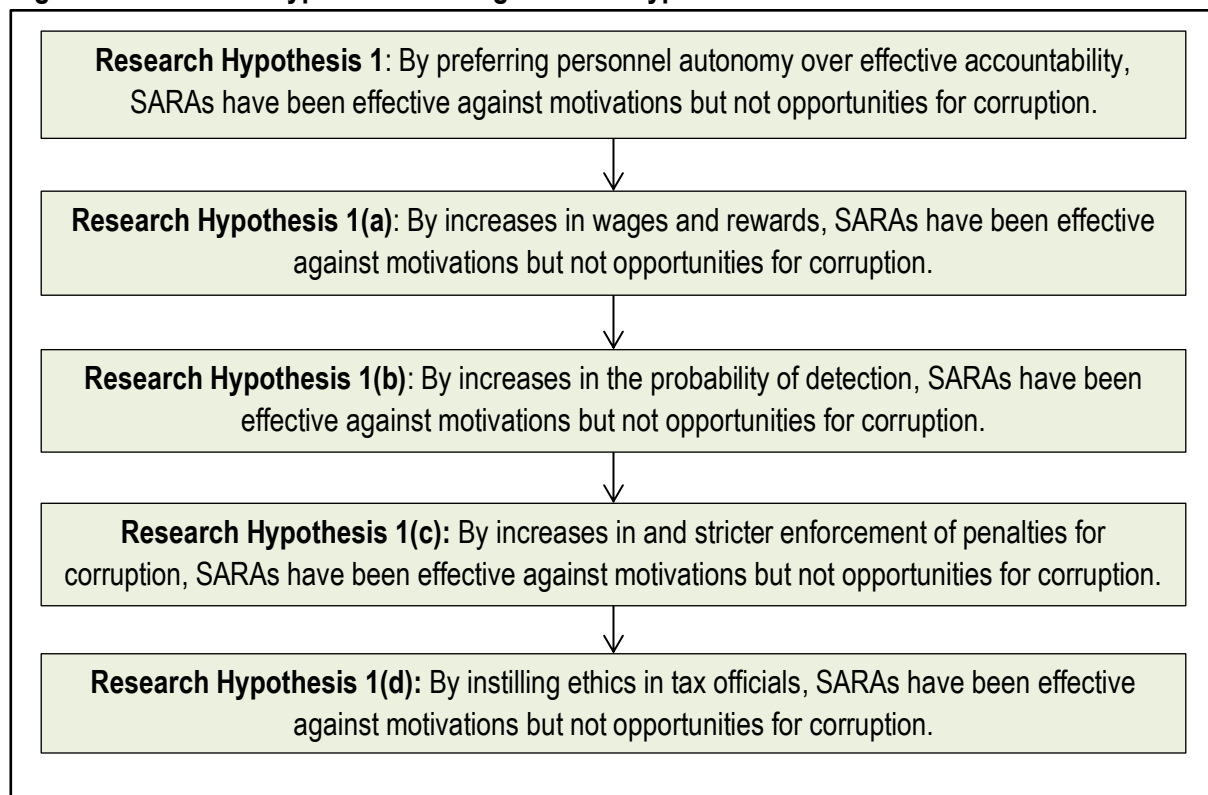 Research Hypothesis 1: By preferring personnel autonomy over effective accountability,
SARAs have been effective against motivations but not opportunities for corruption.
Research Hypothesis 1(a): By increases in wages and rewards, SARAs have been effective
against motivations but not opportunities for corruption.
Research Hypothesis 1(b): By increases in the probability of detection, SARAs have been
effective against motivations but not opportunities for corruption.
Research Hypothesis 1(c): By increases in and stricter enforcement of penalties for
corruption, SARAs have been effective against motivations but not opportunities for corruption.
Research Hypothesis 1(d): By instilling ethics in tax officials, SARAs have been effective
against motivations but not opportunities for corruption.